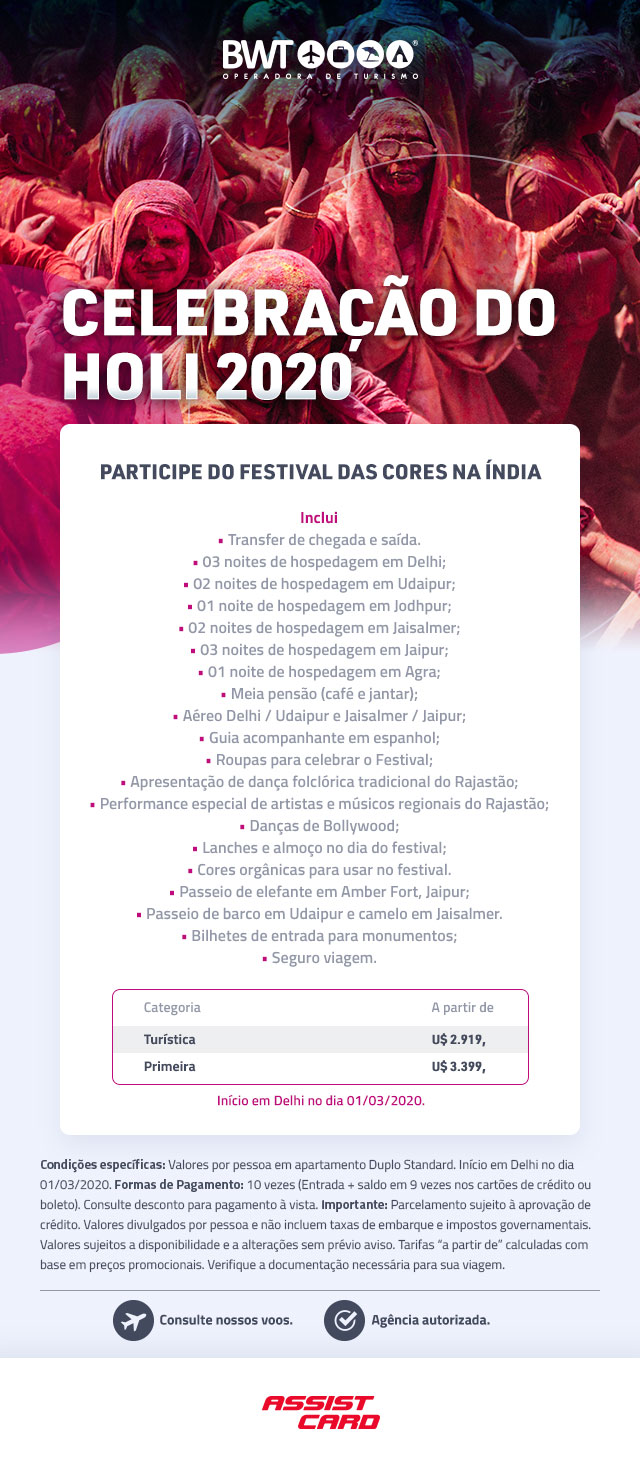 BWT®
OPERADORA DE TURISMO
CELEBRAÇÃO DO
HOLI 2020
PARTICIPE DO FESTIVAL DAS CORES NA ÍNDIA
Inclui
▪ Transfer de chegada e saída.
▪ 03 noites de hospedagem em Delhi;
▪ 02 noites de hospedagem em Udaipur;
▪ 01 noite de hospedagem em Jodhpur;
▪ 02 noites de hospedagem em Jaisalmer;
▪ 03 noites de hospedagem em Jaipur;
▪ 01 noite de hospedagem em Agra;
▪ Meia pensão (café e jantar);
▪ Aéreo Delhi / Udaipur e Jaisalmer / Jaipur;
▪ Guia acompanhante em espanhol;
▪ Roupas para celebrar o Festival;
▪ Apresentação de dança folclórica tradicional do Rajastão;
▪ Performance especial de artistas e músicos regionais do Rajastão;
▪ Danças de Bollywood;
▪ Lanches e almoço no dia do festival;
▪ Cores orgânicas para usar no festival.
▪ Passeio de elefante em Amber Fort, Jaipur;
▪ Passeio de barco em Udaipur e camelo em Jaisalmer.
▪ Bilhetes de entrada para monumentos;
▪ Seguro viagem.
Categoria A partir de
Turística U$ 2.919,
Primeira U$ 3.399,
Início em Delhi no dia 01/03/2020.
Condições específicas: Valores por pessoa em apartamento Duplo Standard. Início em Delhi no dia
01/03/2020. Formas de Pagamento: 10 vezes (Entrada + saldo em 9 vezes nos cartões de crédito ou
boleto). Consulte desconto para pagamento à vista. Importante: Parcelamento sujeito à aprovação de
crédito. Valores divulgados por pessoa e não incluem taxas de embarque e impostos governamentais.
Valores sujeitos a disponibilidade e a alterações sem prévio aviso. Tarifas “a partir de” calculadas com
base em preços promocionais. Verifique a documentação necessária para sua viagem.
Consulte nossos voos. Agência autorizada.
ASSIST
CARD